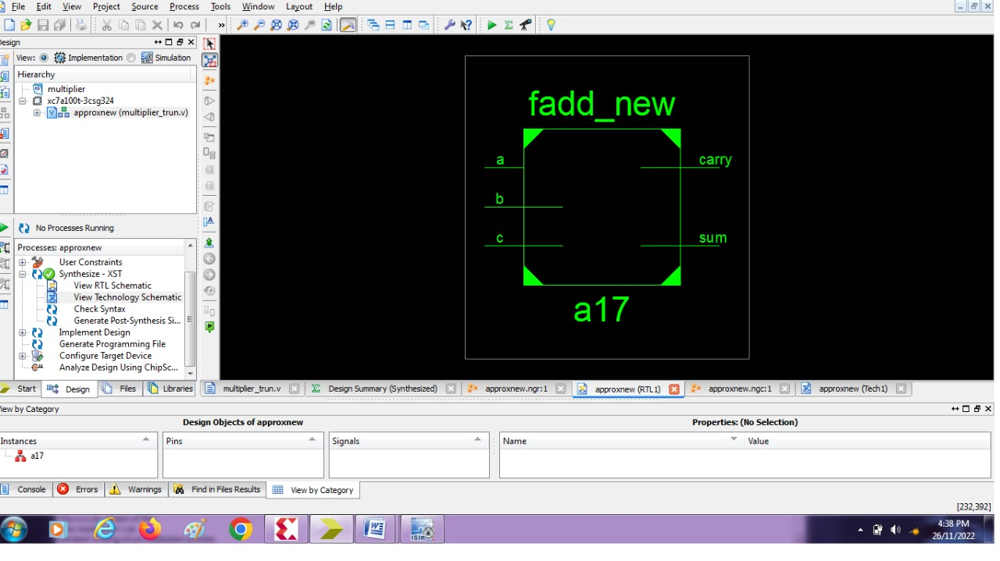 File Edit View Project Source Process Tools Window Layout Help
»
Design
View: Implementation Simulation
Hierarchy
multiplier
xc7a100t-3csg324
approxnew (multiplier_trun.v)
No Processes Running
Processes: approxnew
User Constraints
Synthesize - XST
View RTL Schematic
View Technology Schematic
Check Syntax
Generate Post-Synthesis Si...
Implement Design
Generate Programming File
Configure Target Device
Analyze Design Using ChipSc...
Start Design Files Libraries
fadd_new
a carry
b
c sum
a17
multiplier_trun.v Design Summary (Synthesized) approxnew.ngr:1 approxnew (RTL1) approxnew.ngc:1 approxnew (Tech1)
View by Category
Design Objects of approxnew Properties: (No Selection)
Instances Pins Signals Name Value
a17
Console Errors Warnings Find in Files Results View by Category
[232,392]
ISim
4:38 PM
26/11/2022